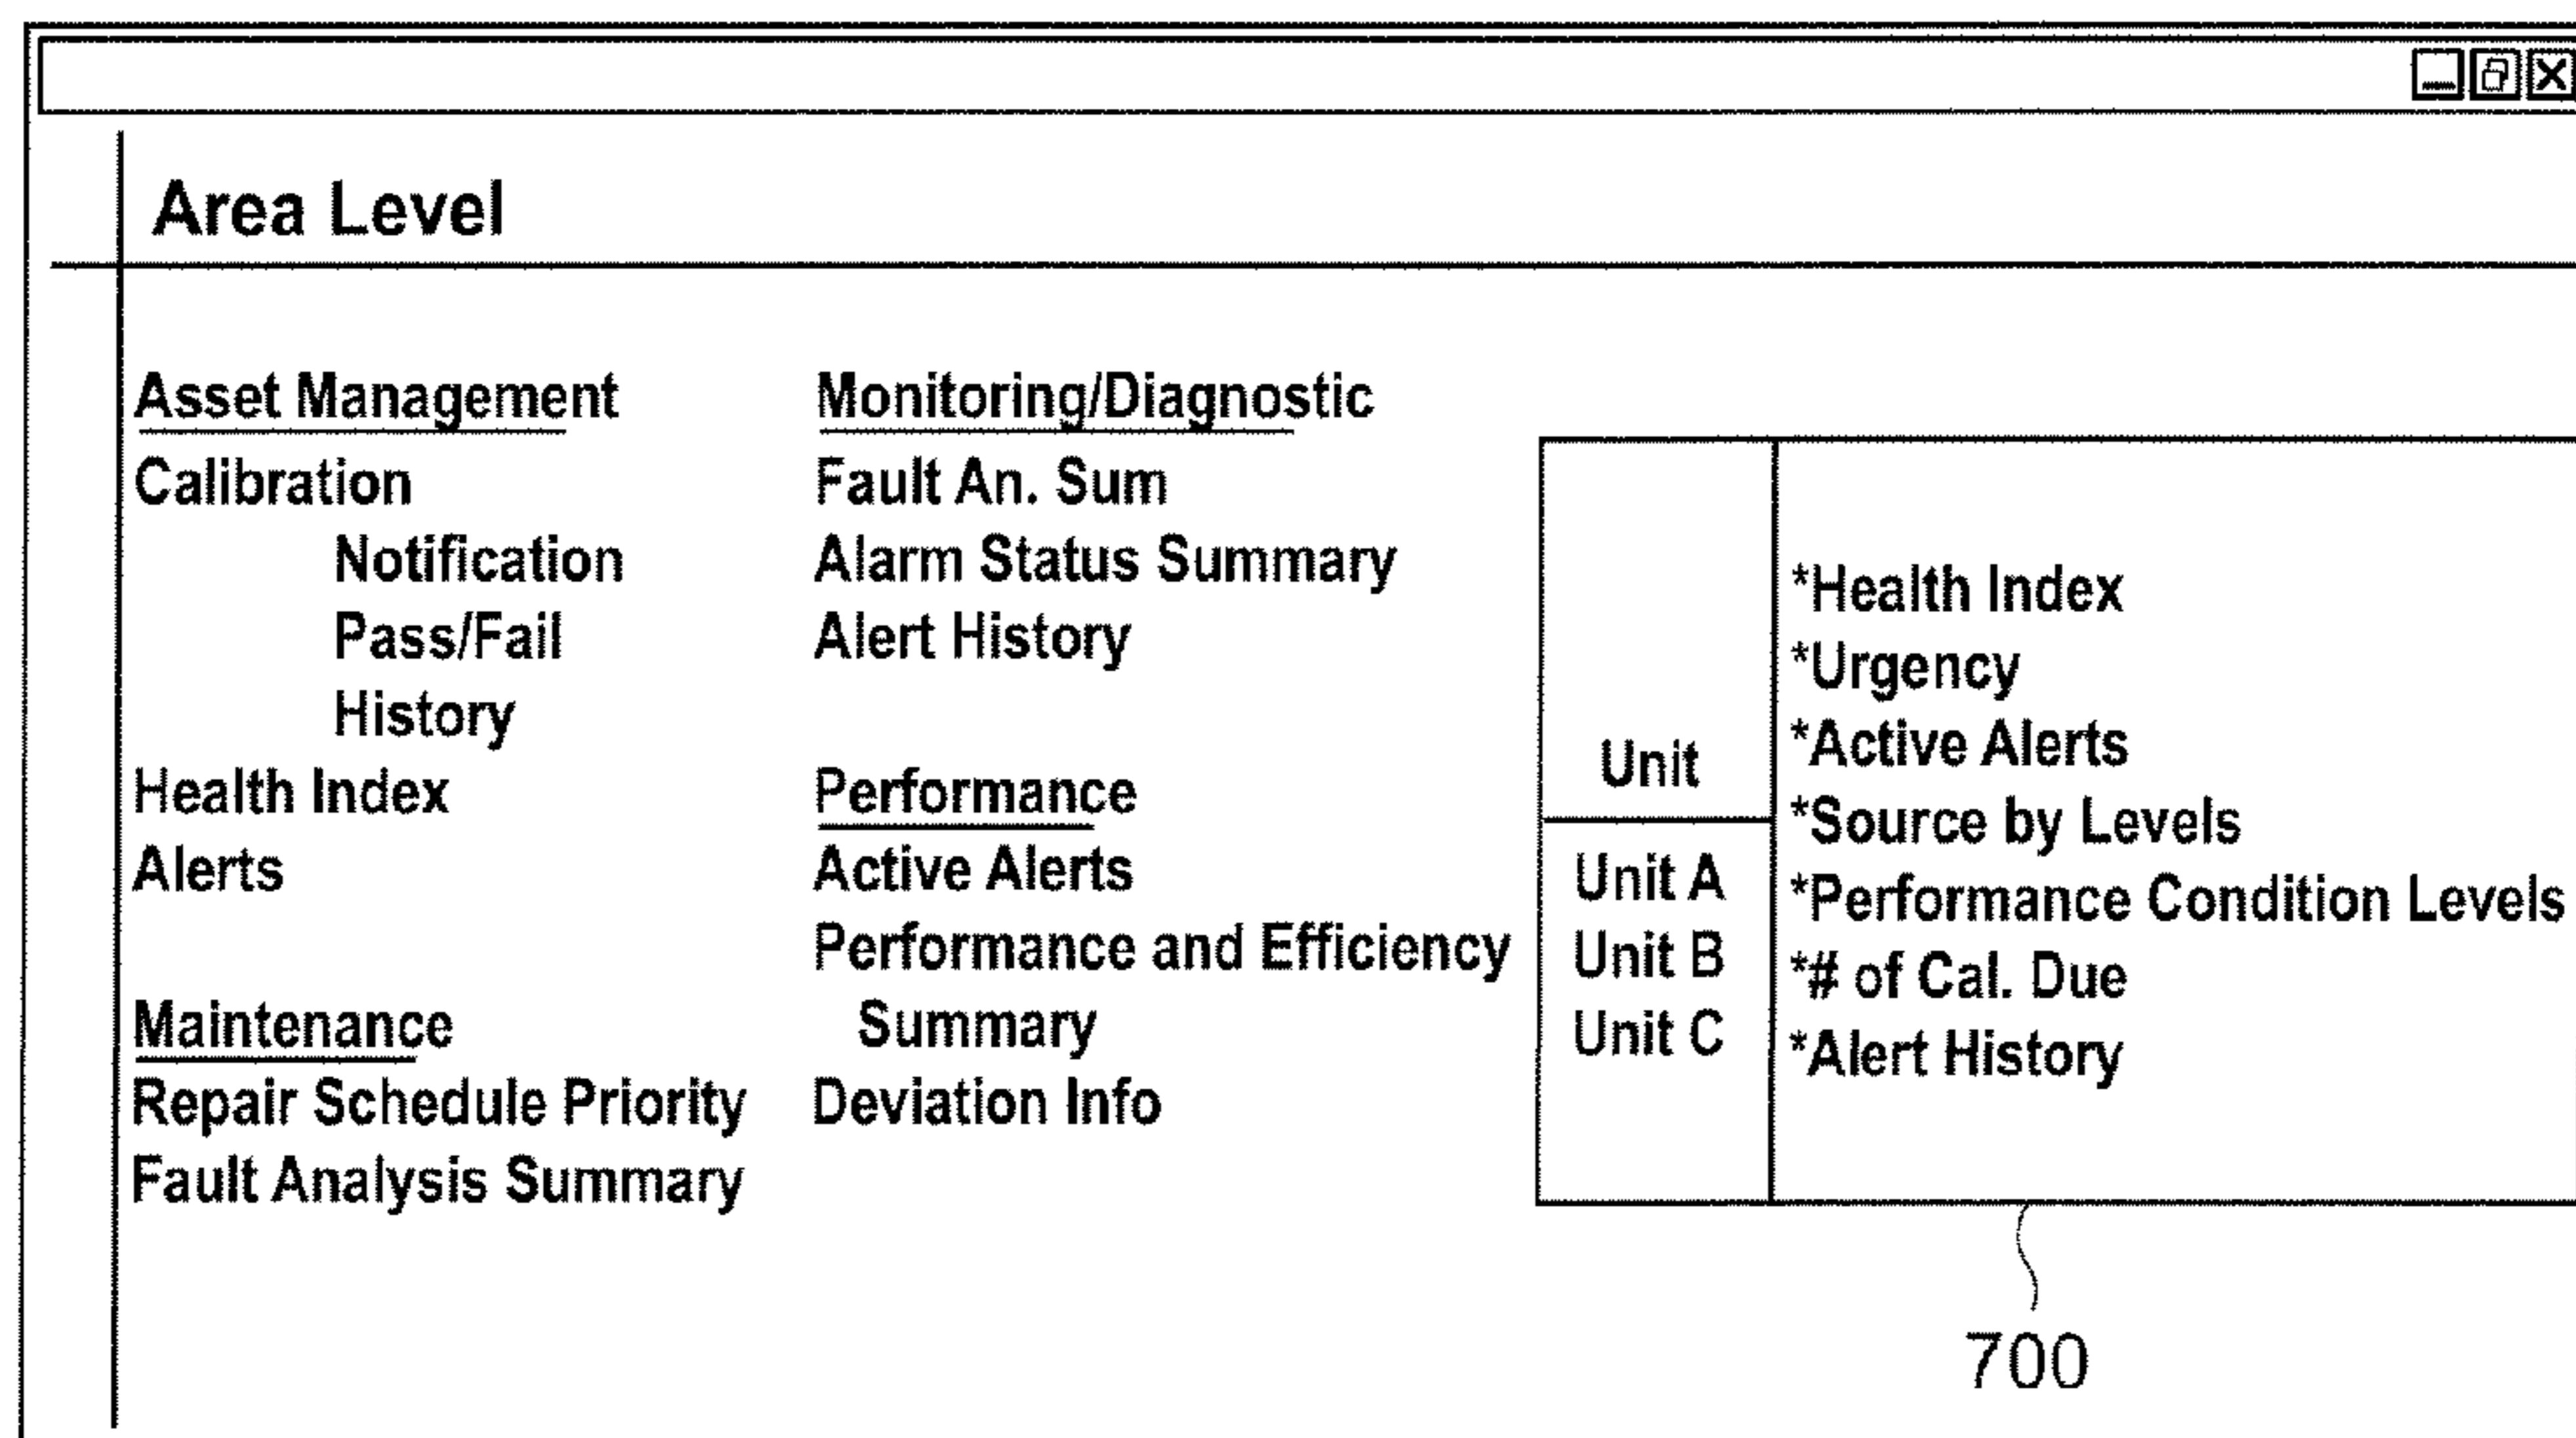 Area Level
Asset Management
Calibration
Notification
Pass/Fail
History
Health Index
Alerts
Maintenance
Repair Schedule Priority
Fault Analysis Summary
Monitoring/Diagnostic
Fault An. Sum
Alarm Status Summary
Alert History
Performance
Active Alerts
Performance and Efficiency
Summary
Deviation Info
Unit
Unit A
Unit B
Unit C
*Health Index
*Urgency
*Active Alerts
*Source by Levels
*Performance Condition Levels
*# of Cal. Due
*Alert History
700